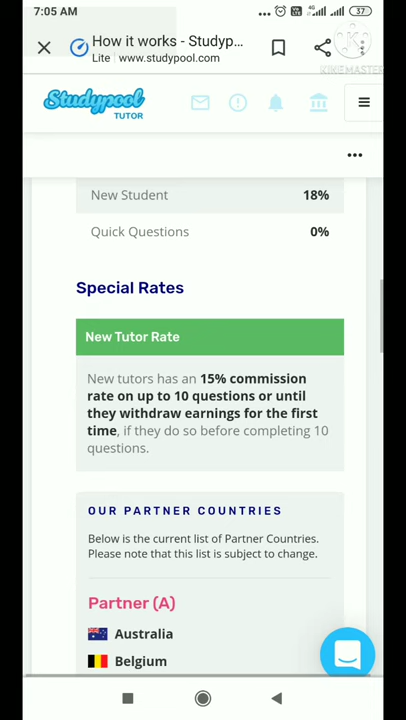 7:05 AM
4G
37
How it works - Studyp...
Lite | www.studypool.com
KINEMASTER
Studypool
TUTOR
New Student 18%
Quick Questions 0%
Special Rates
New Tutor Rate
New tutors has an 15% commission
rate on up to 10 questions or until
they withdraw earnings for the first
time, if they do so before completing 10
questions.
OUR PARTNER COUNTRIES
Below is the current list of Partner Countries.
Please note that this list is subject to change.
Partner (A)
Australia
Belgium